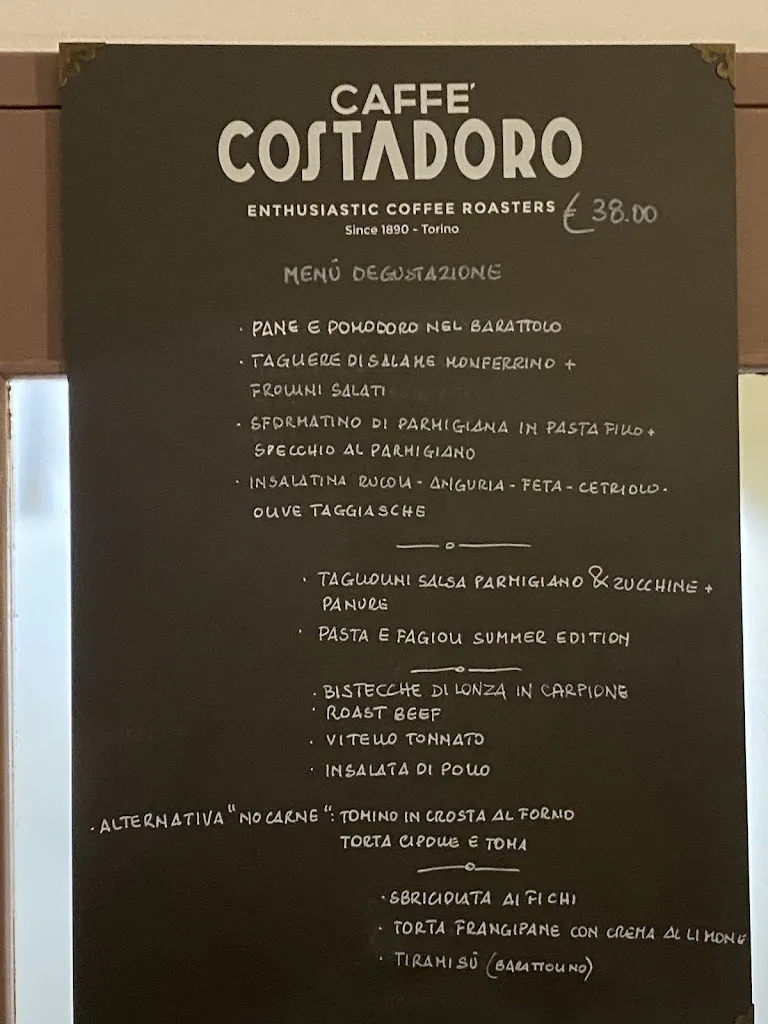 CAFFE'
COSTADORO
ENTHUSIASTIC COFFEE ROASTERS € 38.00
Since 1890 - Torino
MENÚ DEGUSTAZIONE
· PANE E POMODORO NEL BARATTOLO
· TAGLIERE DI SALAME MONFERRINO +
FROLLINI SALATI
· SFORMATINO DI PARMIGIANA IN PASTA FILLO +
SPECCHIO AL PARMIGIANO
· INSALATINA RUCOLA - ANGURIA - FETA - CETRIOLO -
OLIVE TAGGIASCHE
· TAGLIOLINI SALSA PARMIGIANO & ZUCCHINE +
PANURE
· PASTA E FAGIOLI SUMMER EDITION
· BISTECCHE DI LONZA IN CARPIONE
· ROAST BEEF
· VITELLO TONNATO
· INSALATA DI POLLO
· ALTERNATIVA "NO CARNE": TOMINO IN CROSTA AL FORNO
TORTA CIPOLLE E TOMA
· SBRICIOLATA AI FICHI
· TORTA FRANGIPANE CON CREMA AL LIMONE
· TIRAMISÚ (BARATTOLINO)